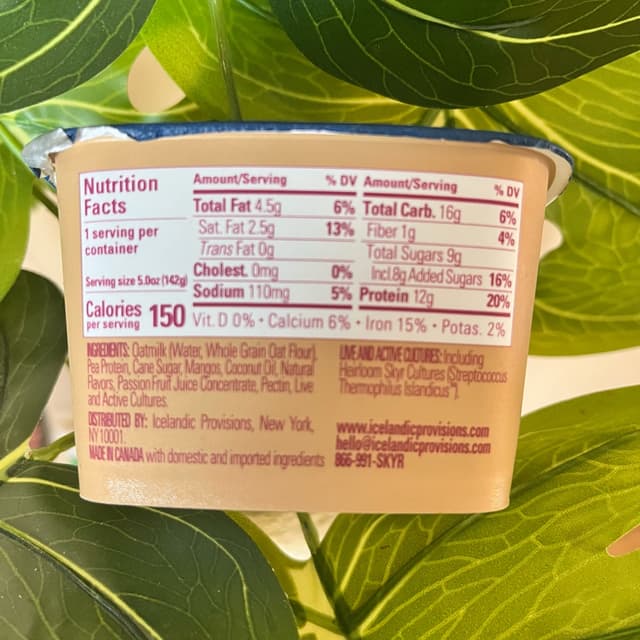 Nutrition
Facts
1 serving per
container
Serving size 5.0oz (142g)
Calories 150
per serving
Amount/Serving % DV
Total Fat 4.5g 6%
Sat. Fat 2.5g 13%
Trans Fat 0g
Cholest. 0mg 0%
Sodium 110mg 5%
Amount/Serving % DV
Total Carb. 16g 6%
Fiber 1g 4%
Total Sugars 9g
Incl.8g Added Sugars 16%
Protein 12g 20%
Vit. D 0% • Calcium 6% • Iron 15% • Potas. 2%
INGREDIENTS: Oatmilk (Water, Whole Grain Oat Flour),
Pea Protein, Cane Sugar, Mangos, Coconut Oil, Natural
Flavors, Passion Fruit Juice Concentrate, Pectin, Live
and Active Cultures.
DISTRIBUTED BY: Icelandic Provisions, New York,
NY 10001.
MADE IN CANADA with domestic and imported ingredients
LIVE AND ACTIVE CULTURES: Including
Heirloom Skyr Cultures (Streptococcus
Thermophilus Islandicus™).
www.icelandicprovisions.com
hello@icelandicprovisions.com
866-991-SKYR